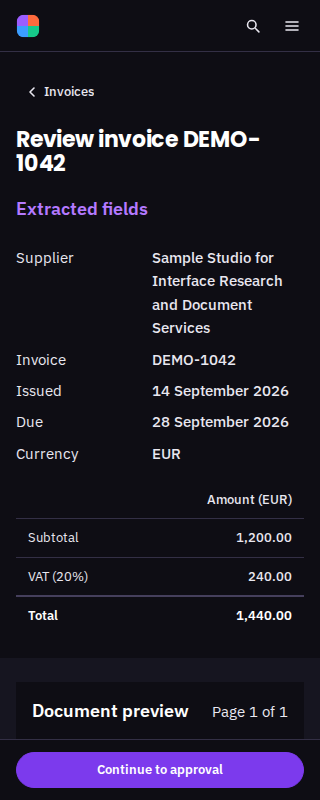 Invoices
Review invoice DEMO-
1042
Extracted fields
Supplier Sample Studio for
Interface Research
and Document
Services
Invoice DEMO-1042
Issued 14 September 2026
Due 28 September 2026
Currency EUR
Amount (EUR)
Subtotal 1,200.00
VAT (20%) 240.00
Total 1,440.00
Document preview Page 1 of 1
Continue to approval